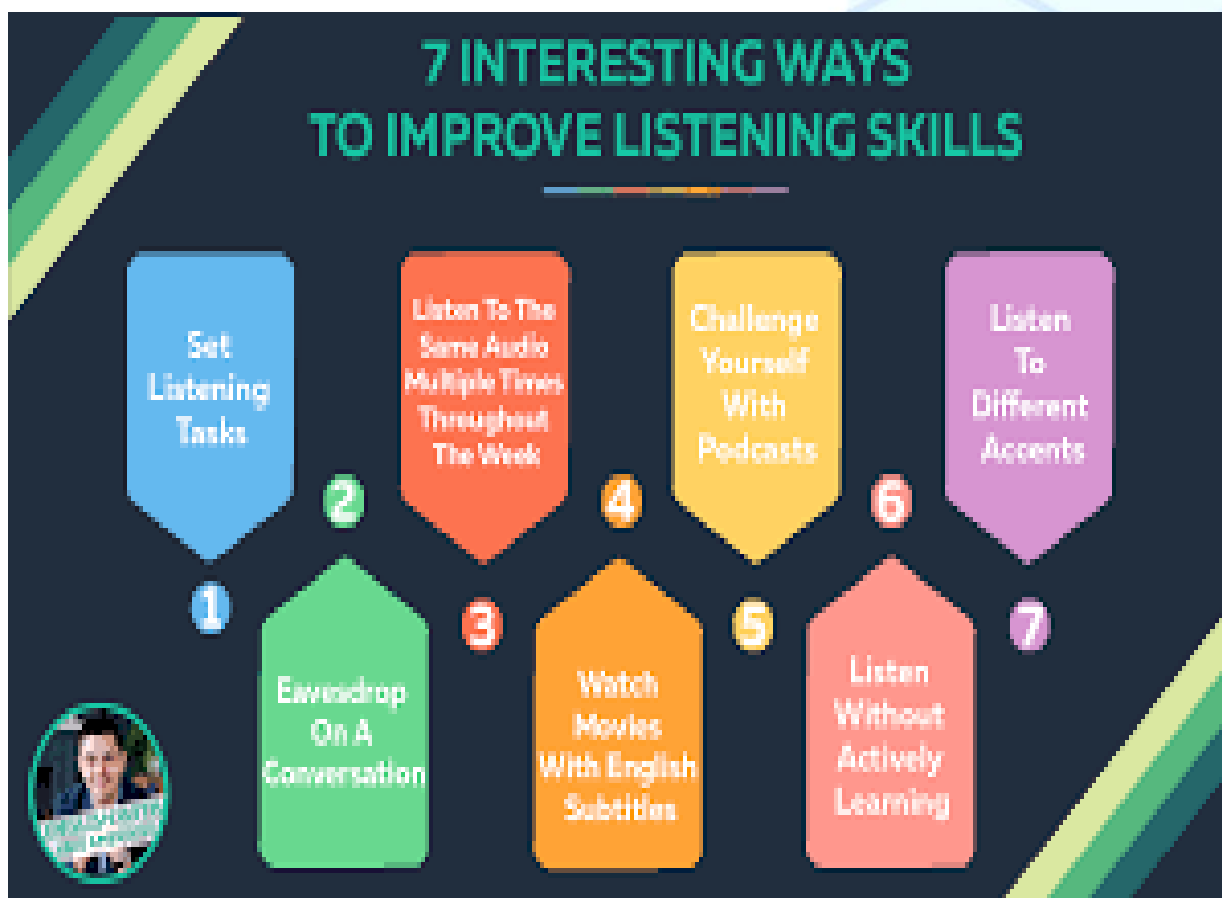 7 INTERESTING WAYS
TO IMPROVE LISTENING SKILLS
Set
Listening
Tasks
1
2
Eavesdrop
On A
Conversation
Listen To The
Same Audio
Multiple Times
Throughout
The Week
3
4
Watch
Movies
With English
Subtitles
Challenge
Yourself
With
Podcasts
5
6
Listen
Without
Actively
Learning
Listen
To
Different
Accents
7